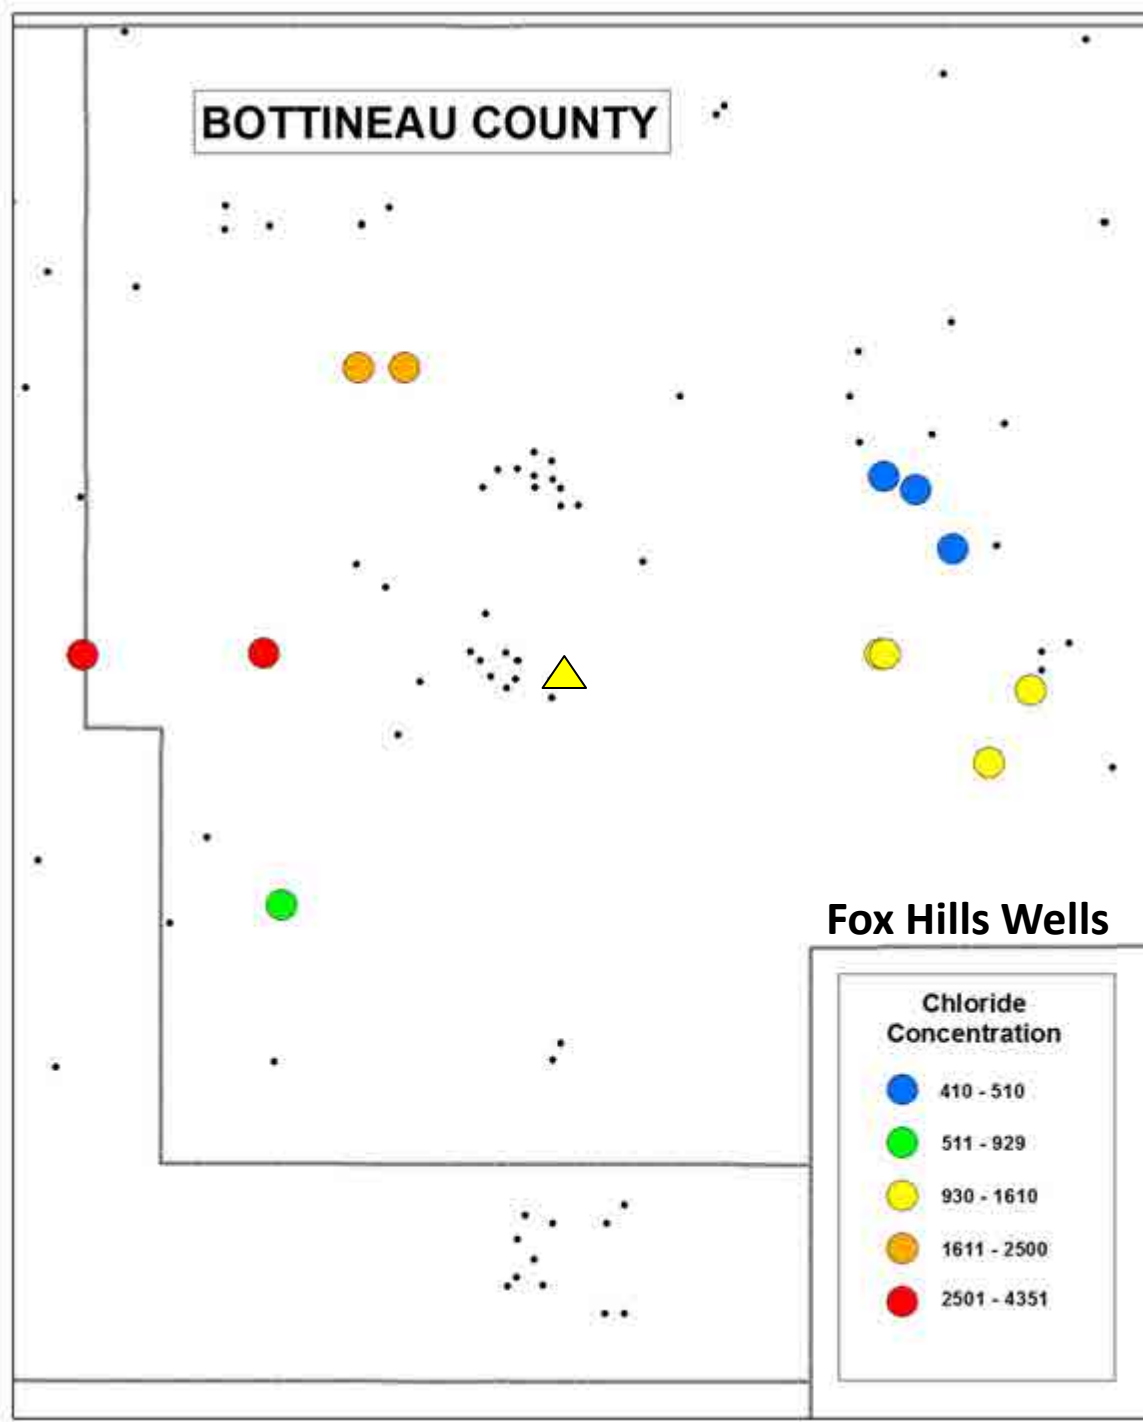 BOTTINEAU COUNTY
Fox Hills Wells
Chloride
Concentration
410 - 510
511 - 929
930 - 1610
1611 - 2500
2501 - 4351